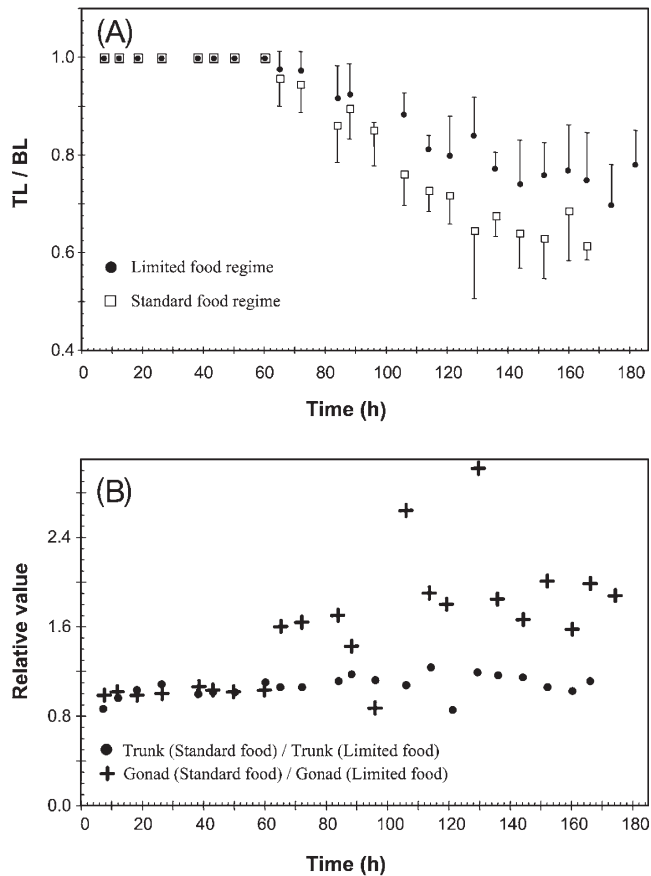 (A)
1.0
0.8
0.6
0.4
TL / BL
Limited food regime
Standard food regime
0 20 40 60 80 100 120 140 160 180
Time (h)
(B)
2.4
1.6
0.8
0.0
Relative value
Trunk (Standard food) / Trunk (Limited food)
Gonad (Standard food) / Gonad (Limited food)
0 20 40 60 80 100 120 140 160 180
Time (h)